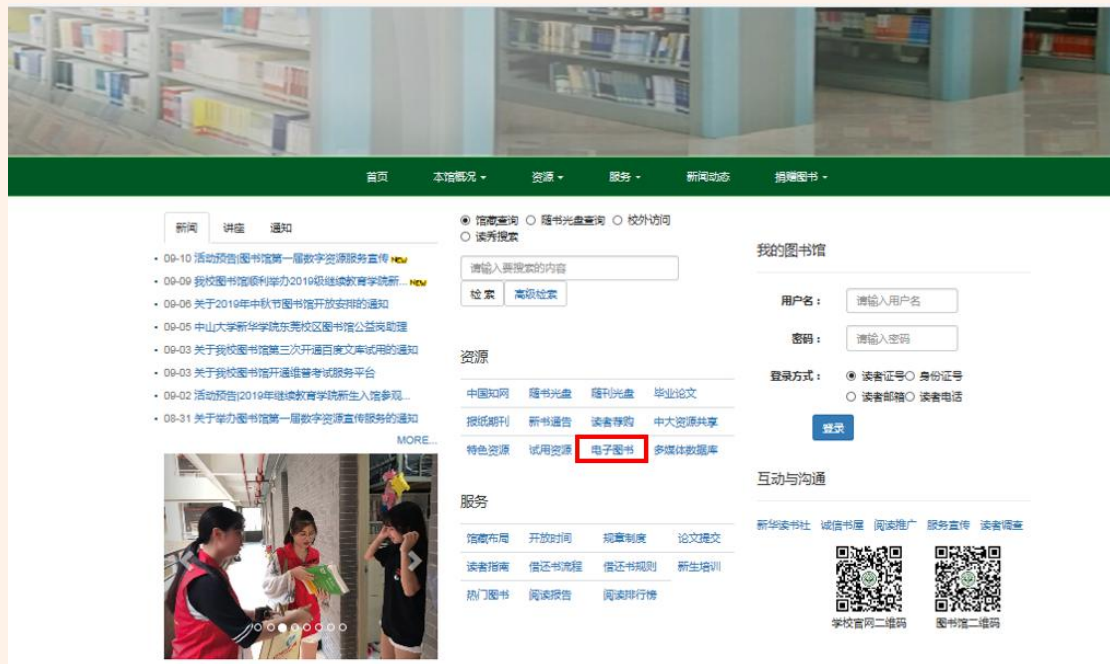 首页 本馆概况 资源 服务 新闻动态 捐赠图书
新闻 讲座 通知
09-10 活动预告|图书馆第一届数字资源服务宣传 NEW
09-09 我校图书馆顺利举办2019级继续教育学院新... NEW
09-06 关于2019年中秋节图书馆开放安排的通知
09-05 中山大学新华学院东莞校区图书馆公益岗助理
09-03 关于我校图书馆第三次开通百度文库试用的通知
09-03 关于我校图书馆开通维普考试服务平台
09-02 活动预告|2019年继续教育学院新生入馆参观...
08-31 关于举办图书馆第一届数字资源宣传服务的通知
MORE...
馆藏查询 随书光盘查询 校外访问
读秀搜索
请输入要搜索的内容
检 索 高级检索
资源
中国知网 随书光盘 随刊光盘 毕业论文
报纸期刊 新书通告 读者荐购 中大资源共享
特色资源 试用资源 电子图书 多媒体数据库
服务
馆藏布局 开放时间 规章制度 论文提交
读者指南 借还书流程 借还书规则 新生培训
热门图书 阅读报告 阅读排行榜
我的图书馆
用户名： 请输入用户名
密码： 请输入密码
登录方式： 读者证号 身份证号
读者邮箱 读者电话
登录
互动与沟通
新华读书社 诚信书屋 阅读推广 服务宣传 读者调查
学校官网二维码 图书馆二维码